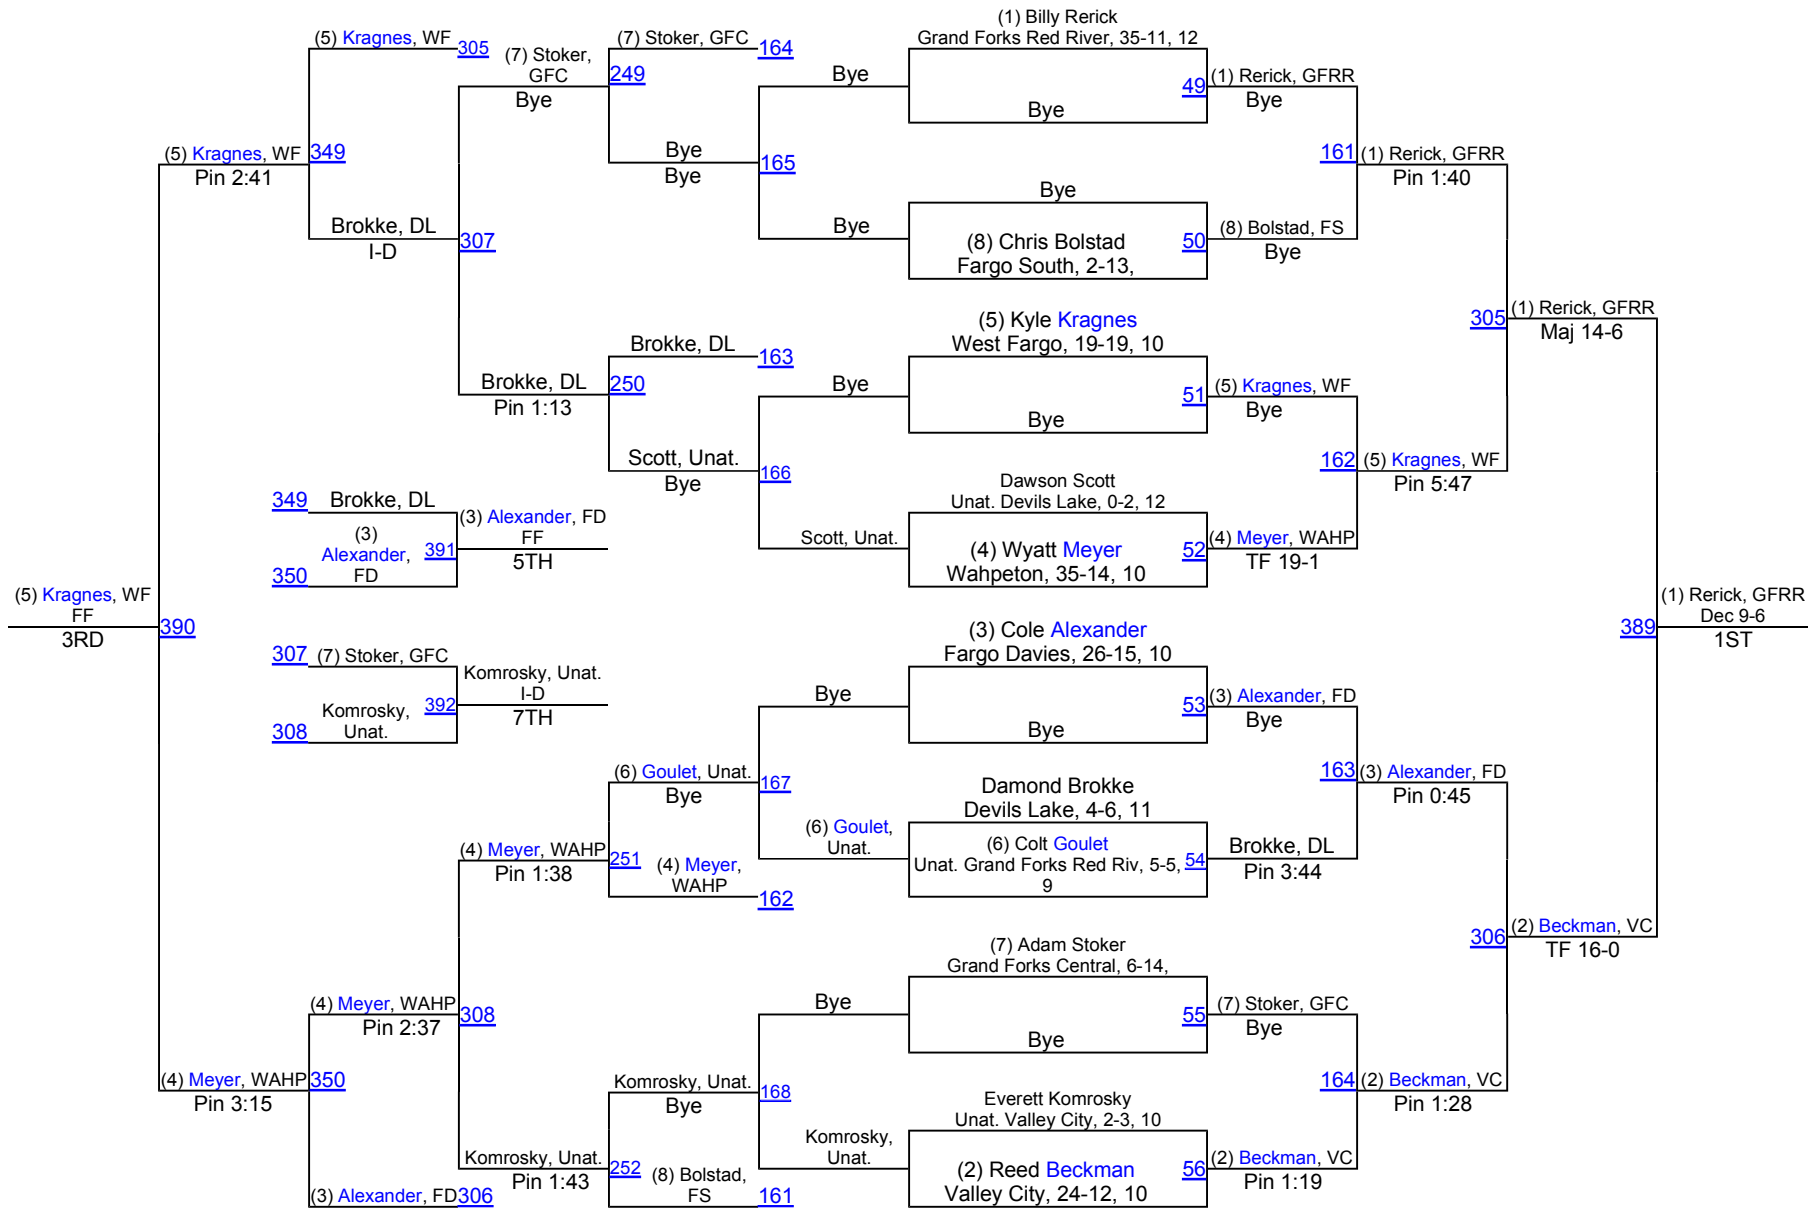 (5) Kragnes, WF
305
(5) Kragnes, WF
Pin 2:41
349
Brokke, DL
I-D
(7) Stoker,
GFC
Bye
307
(7) Stoker, GFC
164
249
Bye
Bye
165
Brokke, DL
163
Brokke, DL
Pin 1:13
250
Scott, Unat.
Bye
166
349
Brokke, DL
(3)
Alexander,
FD
350
391
(3) Alexander, FD
FF
5TH
(5) Kragnes, WF
FF
3RD
390
307
(7) Stoker, GFC
Komrosky,
Unat.
308
392
Komrosky, Unat.
I-D
7TH
(6) Goulet, Unat.
Bye
167
(4) Meyer, WAHP
Pin 1:38
251
(4) Meyer,
WAHP
162
(4) Meyer, WAHP
Pin 2:37
308
(4) Meyer, WAHP
Pin 3:15
350
(3) Alexander, FD
306
Komrosky, Unat.
Bye
168
Komrosky, Unat.
Pin 1:43
252
(8) Bolstad,
FS
161
(1) Billy Rerick
Grand Forks Red River, 35-11, 12
Bye
Bye
49
(1) Rerick, GFRR
Bye
Bye
Bye
(8) Chris Bolstad
Fargo South, 2-13,
50
(8) Bolstad, FS
Bye
161
(1) Rerick, GFRR
Pin 1:40
(5) Kyle Kragnes
West Fargo, 19-19, 10
Bye
Bye
51
(5) Kragnes, WF
Bye
Dawson Scott
Unat. Devils Lake, 0-2, 12
Scott, Unat.
(4) Wyatt Meyer
Wahpeton, 35-14, 10
52
(4) Meyer, WAHP
TF 19-1
162
(5) Kragnes, WF
Pin 5:47
305
(1) Rerick, GFRR
Maj 14-6
(3) Cole Alexander
Fargo Davies, 26-15, 10
Bye
Bye
53
(3) Alexander, FD
Bye
Damond Brokke
Devils Lake, 4-6, 11
(6) Goulet,
Unat.
(6) Colt Goulet
Unat. Grand Forks Red Riv, 5-5,
9
54
Brokke, DL
Pin 3:44
163
(3) Alexander, FD
Pin 0:45
(7) Adam Stoker
Grand Forks Central, 6-14,
Bye
Bye
55
(7) Stoker, GFC
Bye
Everett Komrosky
Unat. Valley City, 2-3, 10
Komrosky,
Unat.
(2) Reed Beckman
Valley City, 24-12, 10
56
(2) Beckman, VC
Pin 1:19
164
(2) Beckman, VC
Pin 1:28
306
(2) Beckman, VC
TF 16-0
389
(1) Rerick, GFRR
Dec 9-6
1ST